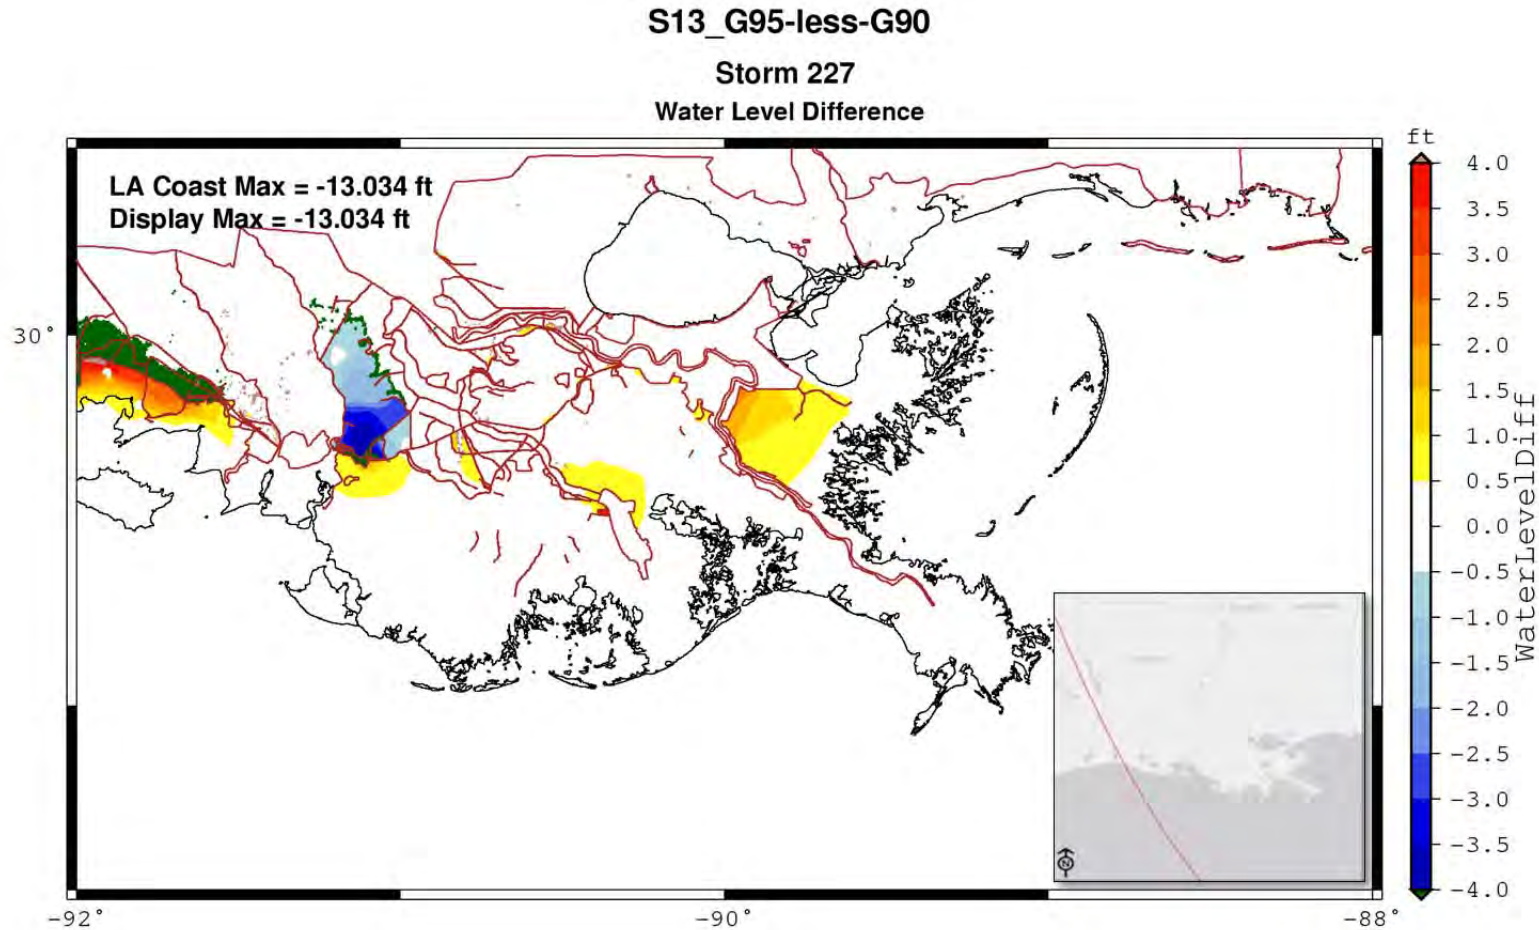 S13_G95-less-G90
Storm 227
Water Level Difference
LA Coast Max = -13.034 ft
Display Max = -13.034 ft
ft
4.0
3.5
3.0
2.5
2.0
1.5
1.0
0.5
0.0
-0.5
-1.0
-1.5
-2.0
-2.5
-3.0
-3.5
-4.0
WaterLevelDiff
30°
-92°
-90°
-88°
N